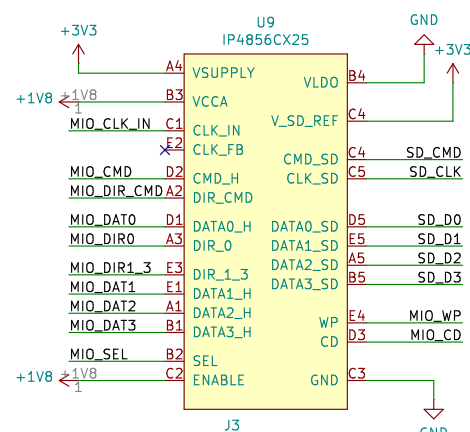 U9
IP4856CX25
GND
+3V3
+3V3
A4 VSUPPLY
VLDO B4
+1V8 +1V8 1 B3 VCCA
V_SD_REF C4
MIO_CLK_IN C1 CLK_IN
E2 CLK_FB
CMD_SD C4 SD_CMD
MIO_CMD D2 CMD_H
CLK_SD C5 SD_CLK
MIO_DIR_CMD A2 DIR_CMD
MIO_DAT0 D1 DATA0_H
DATA0_SD D5 SD_D0
MIO_DIR0 A3 DIR_0
DATA1_SD E5 SD_D1
DATA2_SD A5 SD_D2
MIO_DIR1_3 E3 DIR_1_3
DATA3_SD B5 SD_D3
MIO_DAT1 E1 DATA1_H
MIO_DAT2 A1 DATA2_H
WP E4 MIO_WP
MIO_DAT3 B1 DATA3_H
CD D3 MIO_CD
MIO_SEL B2 SEL
+1V8 +1V8 1 C2 ENABLE
GND C3
J3
GND